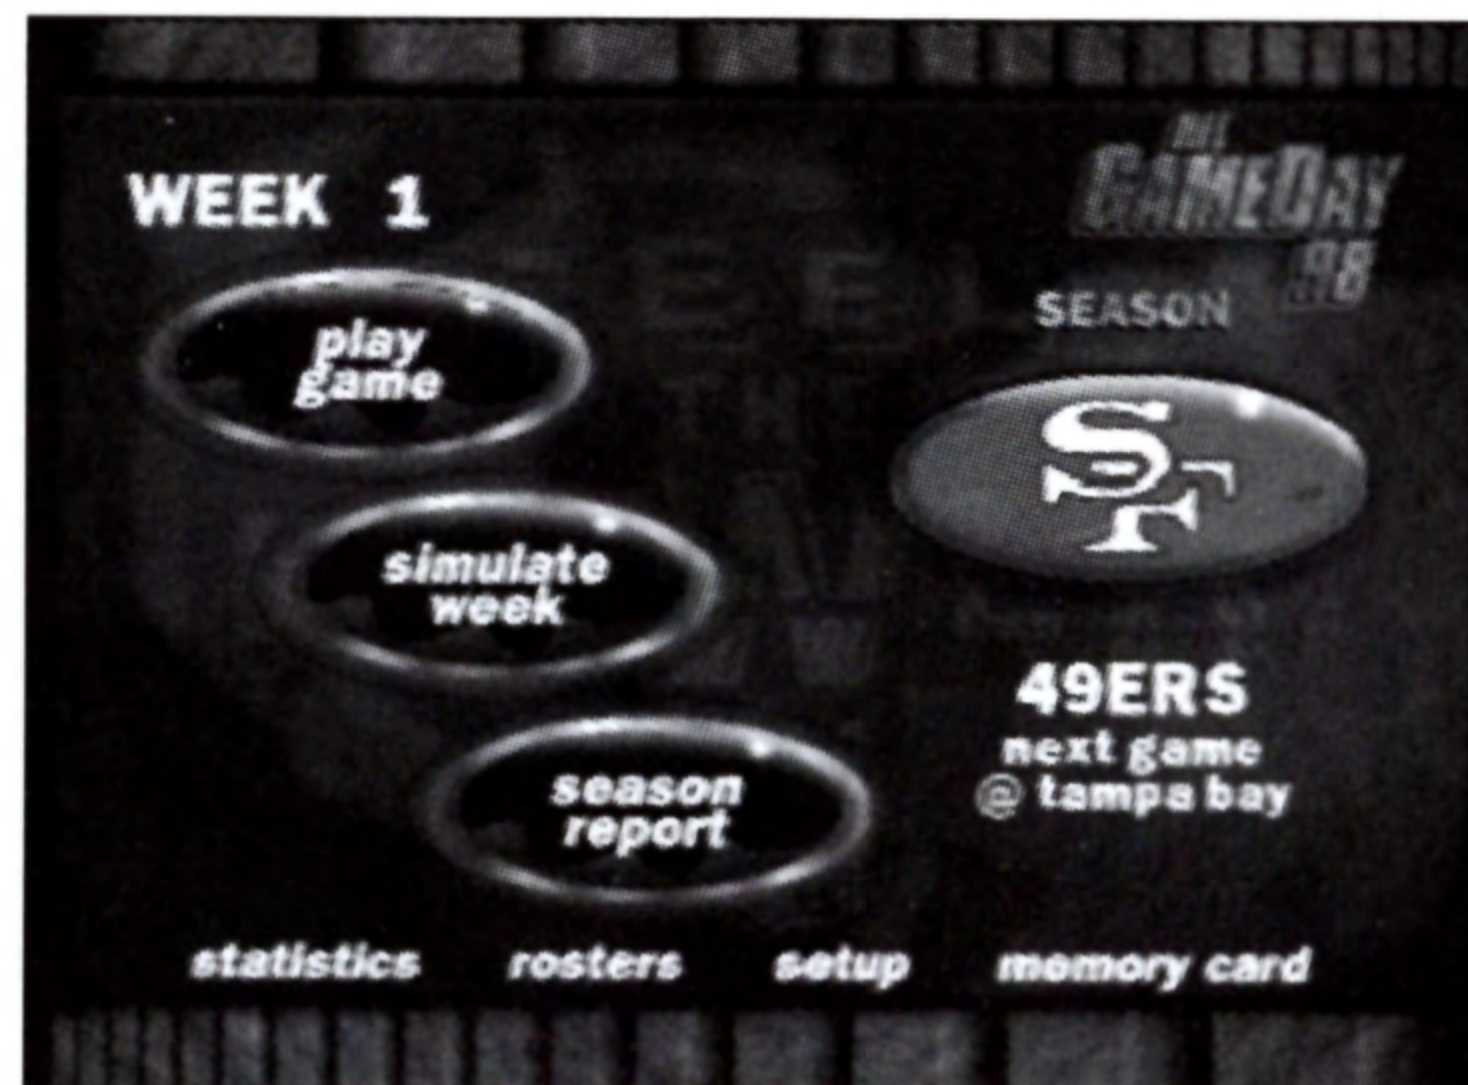 WEEK 1
NFL
GAMEDAY
98
SEASON
play
game
SF
simulate
week
season
report
49ERS
next game
@ tampa bay
statistics rosters setup memory card